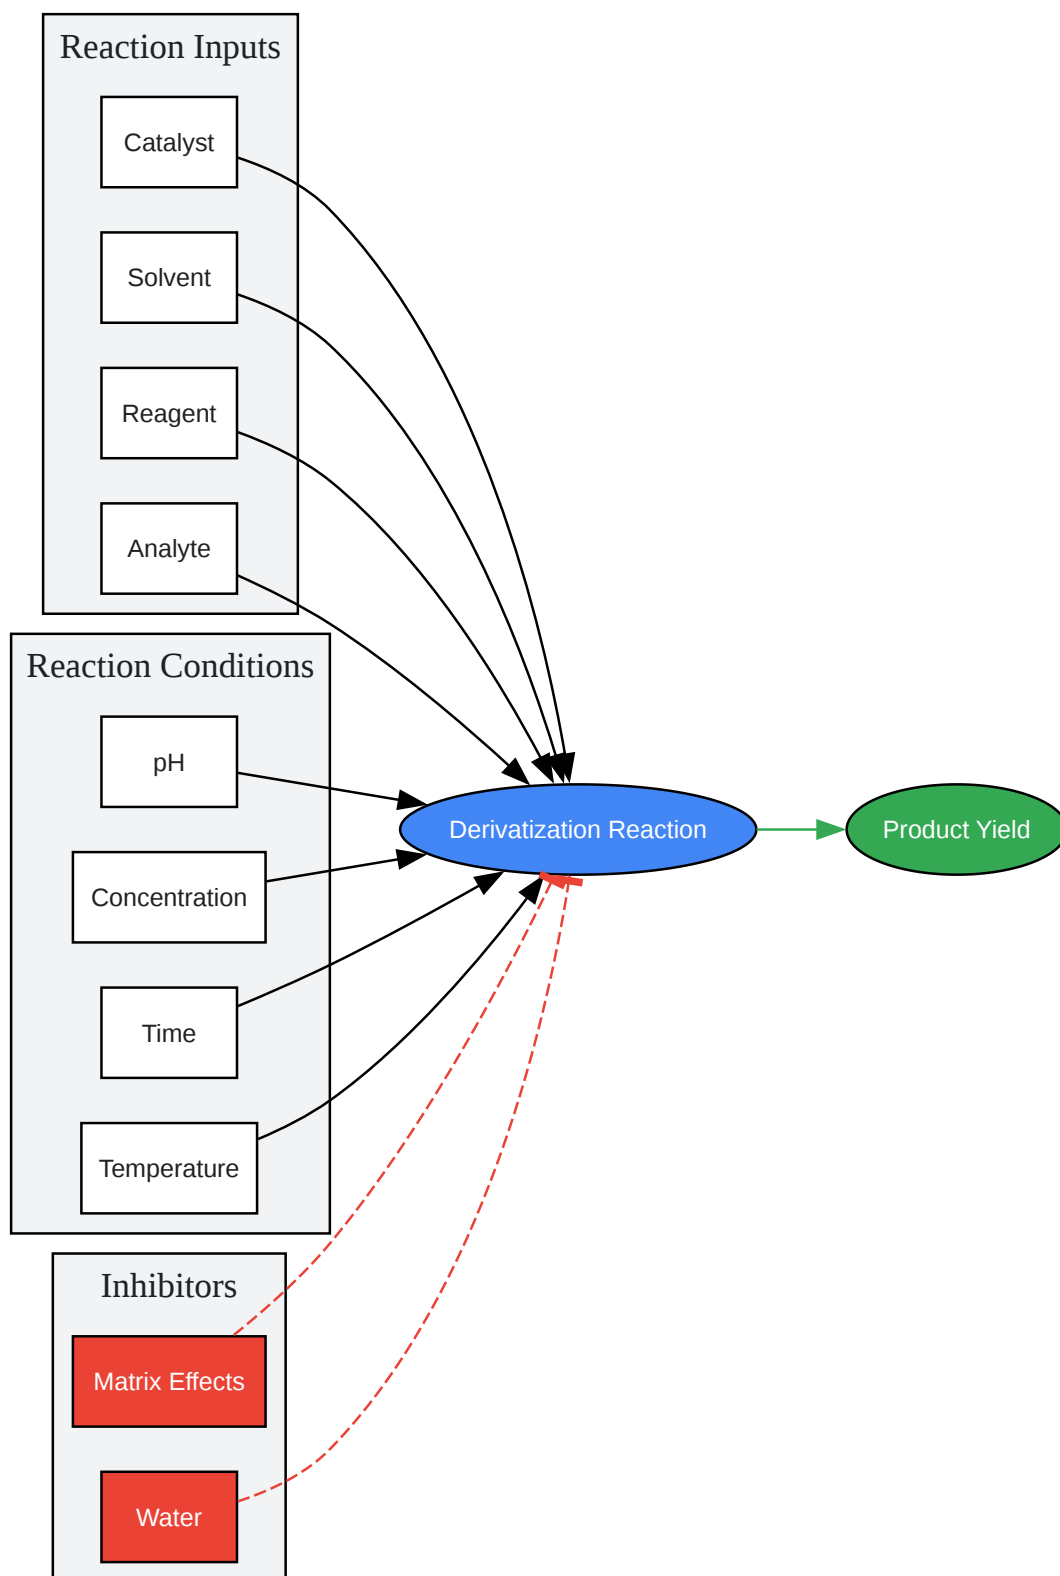 Reaction Inputs
Catalyst
Solvent
Reagent
Analyte
Reaction Conditions
pH
Concentration
Time
Temperature
Inhibitors
Matrix Effects
Water
Derivatization Reaction
Product Yield